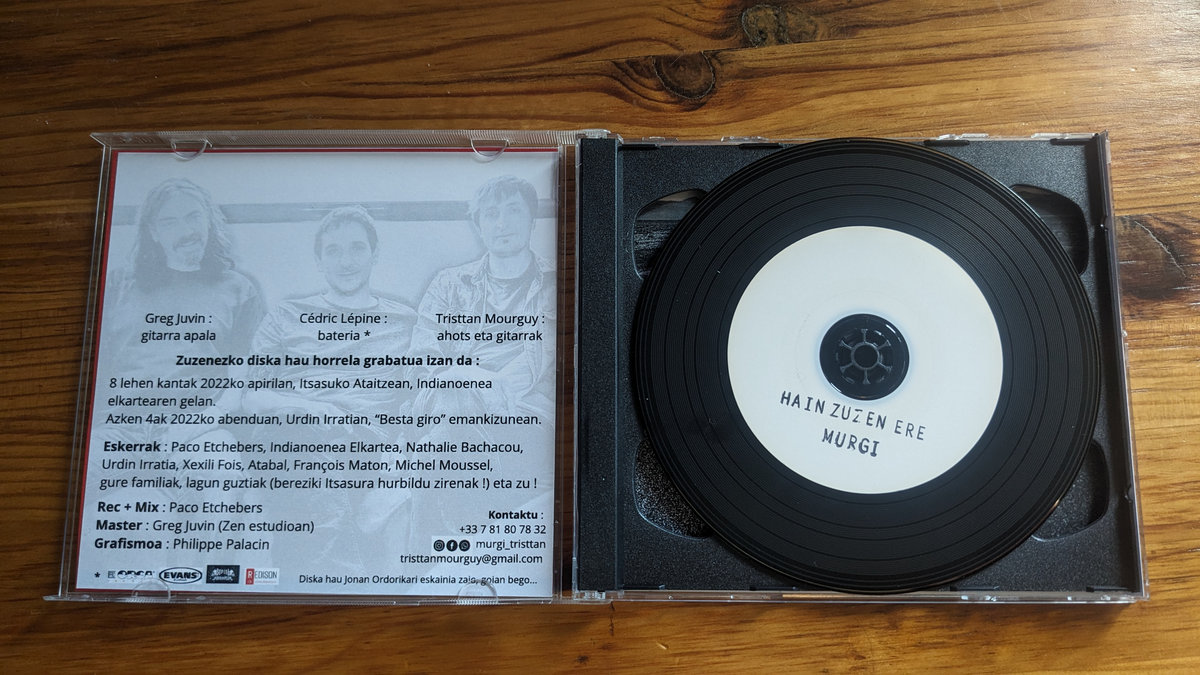 Greg Juvin :
gitarra apala
Cédric Lépine :
bateria *
Tristtan Mourguy :
ahots eta gitarrak
Zuzenezko diska hau horrela grabatua izan da :
8 lehen kantak 2022ko apirilan, Itsasuko Ataitzean, Indianoenea
elkartearen gelan.
Azken 4ak 2022ko abenduan, Urdin Irratian, “Besta giro” emankizunean.
Eskerrak : Paco Etchebers, Indianoenea Elkartea, Nathalie Bachacou,
Urdin Irratia, Xexili Fois, Atabal, François Maton, Michel Moussel,
gure familiak, lagun guztiak (bereziki Itsasura hurbildu zirenak !) eta zu !
Rec + Mix : Paco Etchebers
Master : Greg Juvin (Zen estudioan)
Grafismoa : Philippe Palacin
Kontaktu :
+33 7 81 80 78 32
murgi_tristtan
tristtanmourguy@gmail.com
* EVANS EDISON
Diska hau Jonan Ordorikari eskainia zaio, goian bego...
HAIN ZUZEN ERE
MURGI